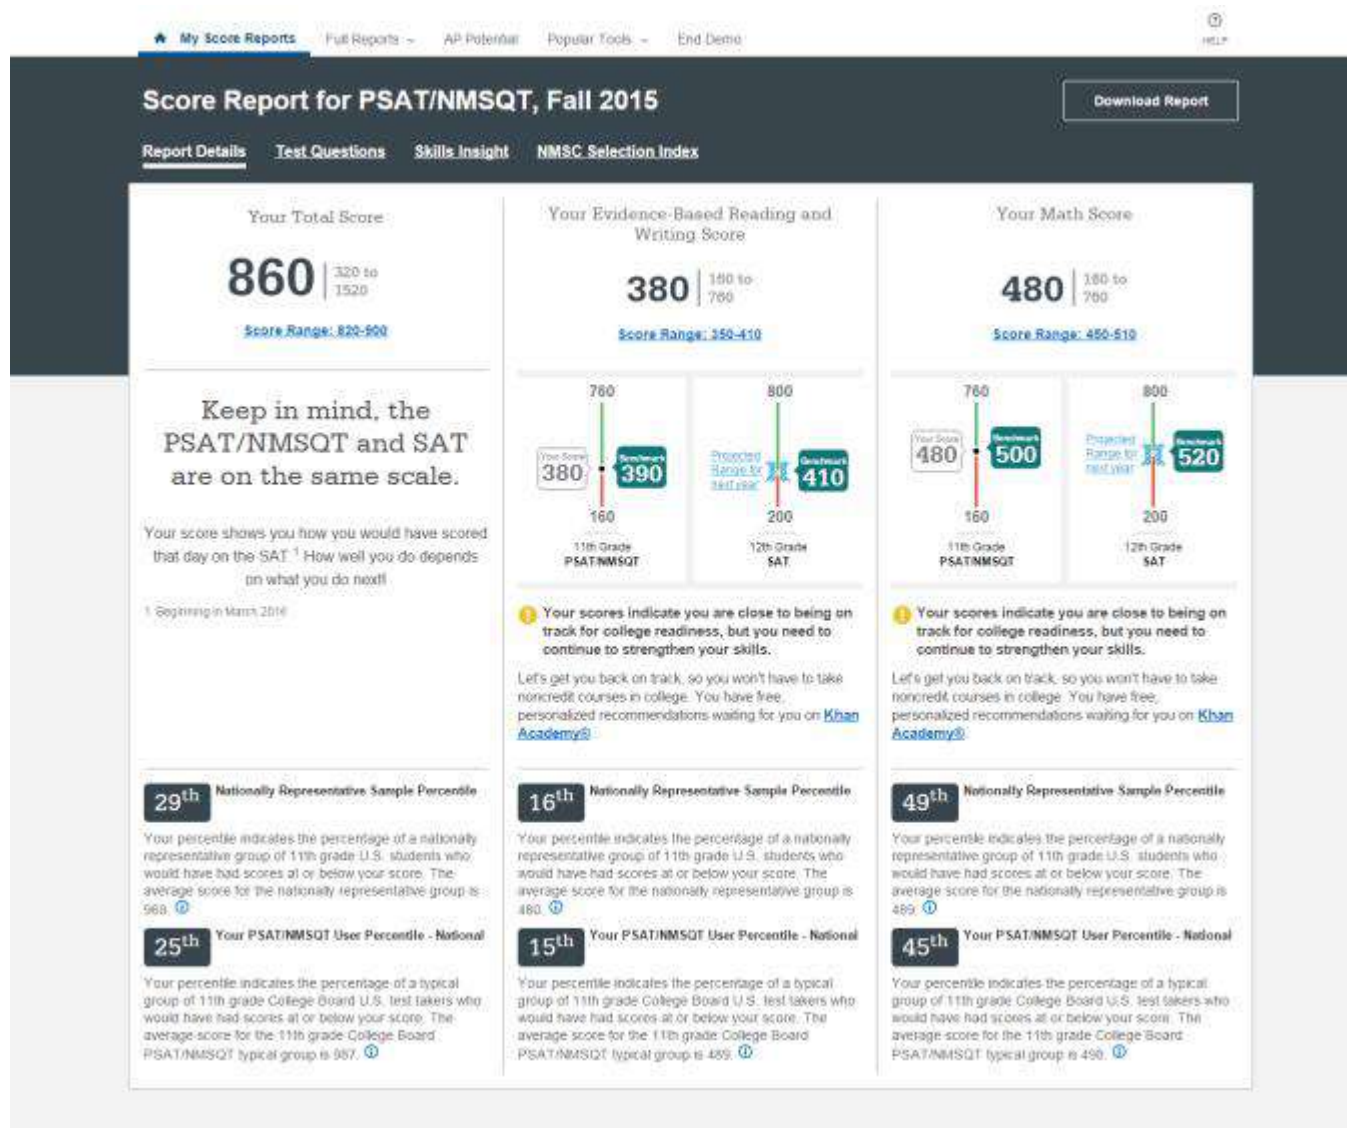 My Score Reports
Full Reports
AP Potential
Popular Tools
End Demo
HELP
Score Report for PSAT/NMSQT, Fall 2015
Download Report
Report Details
Test Questions
Skills Insight
NMSC Selection Index
Your Total Score
860
320 to
1520
Score Range: 820-900
Keep in mind, the
PSAT/NMSQT and SAT
are on the same scale.
Your score shows you how you would have scored
that day on the SAT.1 How well you do depends
on what you do next!
1. Beginning in March 2016
29th
Nationally Representative Sample Percentile
Your percentile indicates the percentage of a nationally
representative group of 11th grade U.S. students who
would have had scores at or below your score. The
average score for the nationally representative group is
25th
Your PSAT/NMSQT User Percentile - National
Your percentile indicates the percentage of a typical
group of 11th grade College Board U.S. test takers who
would have had scores at or below your score. The
average score for the 11th grade College Board
PSAT/NMSQT typical group is 987.
Your Evidence-Based Reading and
Writing Score
380
160 to
760
Score Range: 350-410
760
Your Score
380
Benchmark
390
160
11th Grade
PSAT/NMSQT
800
Projected
Range for
next year
Benchmark
410
200
12th Grade
SAT
Your scores indicate you are close to being on
track for college readiness, but you need to
continue to strengthen your skills.
Let's get you back on track, so you won't have to take
noncredit courses in college. You have free,
personalized recommendations waiting for you on Khan
Academy®
16th
Nationally Representative Sample Percentile
Your percentile indicates the percentage of a nationally
representative group of 11th grade U.S. students who
would have had scores at or below your score. The
average score for the nationally representative group is
480.
15th
Your PSAT/NMSQT User Percentile - National
Your percentile indicates the percentage of a typical
group of 11th grade College Board U.S. test takers who
would have had scores at or below your score. The
average score for the 11th grade College Board
PSAT/NMSQT typical group is 489.
Your Math Score
480
160 to
760
Score Range: 450-510
760
Your Score
480
Benchmark
500
160
11th Grade
PSAT/NMSQT
800
Projected
Range for
next year
Benchmark
520
200
12th Grade
SAT
Your scores indicate you are close to being on
track for college readiness, but you need to
continue to strengthen your skills.
Let's get you back on track, so you won't have to take
noncredit courses in college. You have free,
personalized recommendations waiting for you on Khan
Academy®
49th
Nationally Representative Sample Percentile
Your percentile indicates the percentage of a nationally
representative group of 11th grade U.S. students who
would have had scores at or below your score. The
average score for the nationally representative group is
489.
45th
Your PSAT/NMSQT User Percentile - National
Your percentile indicates the percentage of a typical
group of 11th grade College Board U.S. test takers who
would have had scores at or below your score. The
average score for the 11th grade College Board
PSAT/NMSQT typical group is 498.